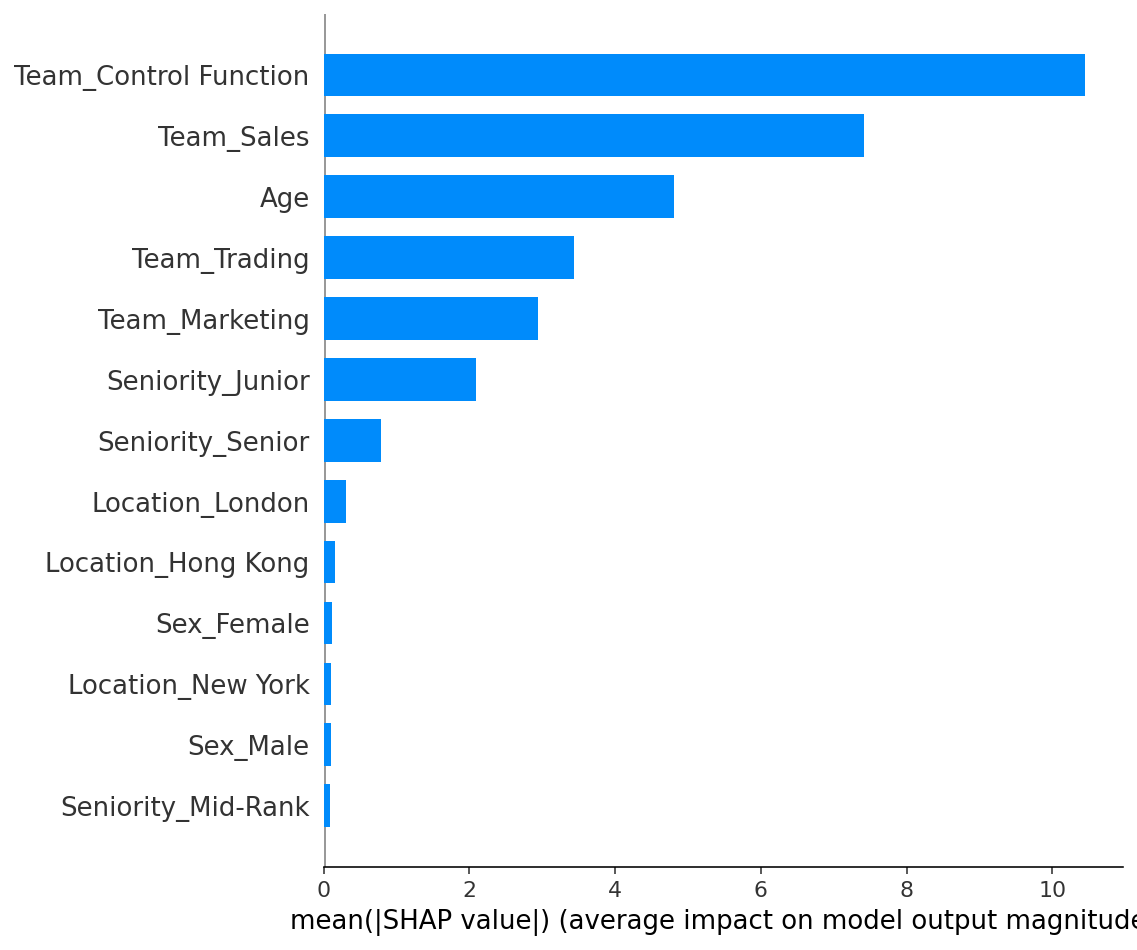 Team_Control Function
Team_Sales
Age
Team_Trading
Team_Marketing
Seniority_Junior
Seniority_Senior
Location_London
Location_Hong Kong
Sex_Female
Location_New York
Sex_Male
Seniority_Mid-Rank
0 2 4 6 8 10
mean(|SHAP value|) (average impact on model output magnitude